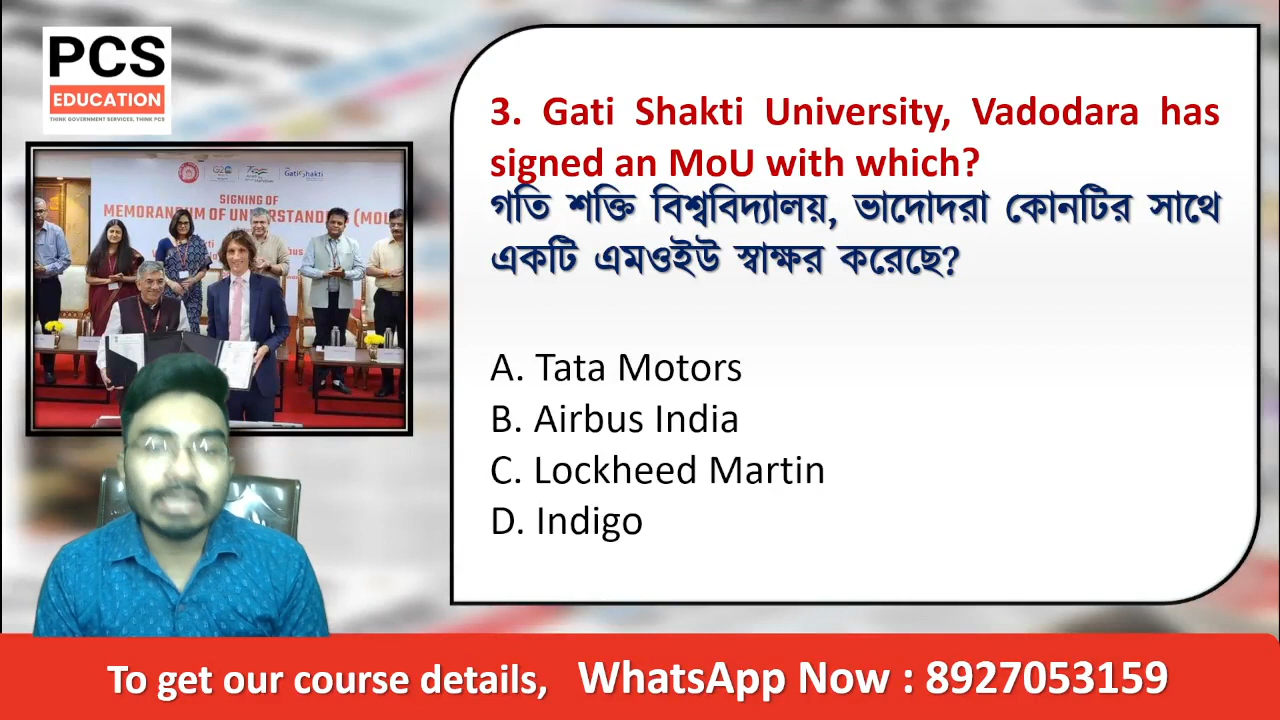 PCS
EDUCATION
THINK GOVERNMENT SERVICES, THINK PCS
SIGNING OF
MEMORANDUM OF UNDERSTANDING (MOU
3. Gati Shakti University, Vadodara has
signed an MoU with which?
গতি শক্তি বিশ্ববিদ্যালয়, ভাদোদরা কোনটির সাথে
একটি এমওইউ স্বাক্ষর করেছে?
A. Tata Motors
B. Airbus India
C. Lockheed Martin
D. Indigo
To get our course details, WhatsApp Now : 8927053159